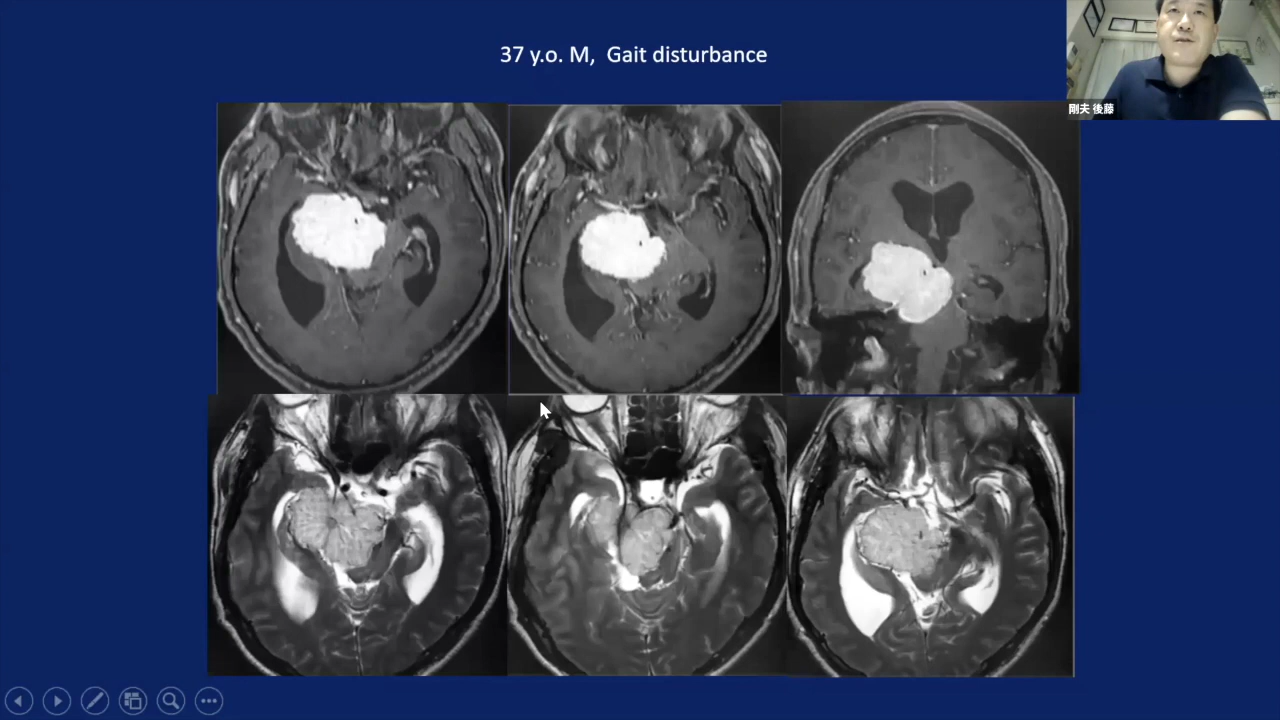 37 y.o. M,  Gait disturbance
剛夫 後藤